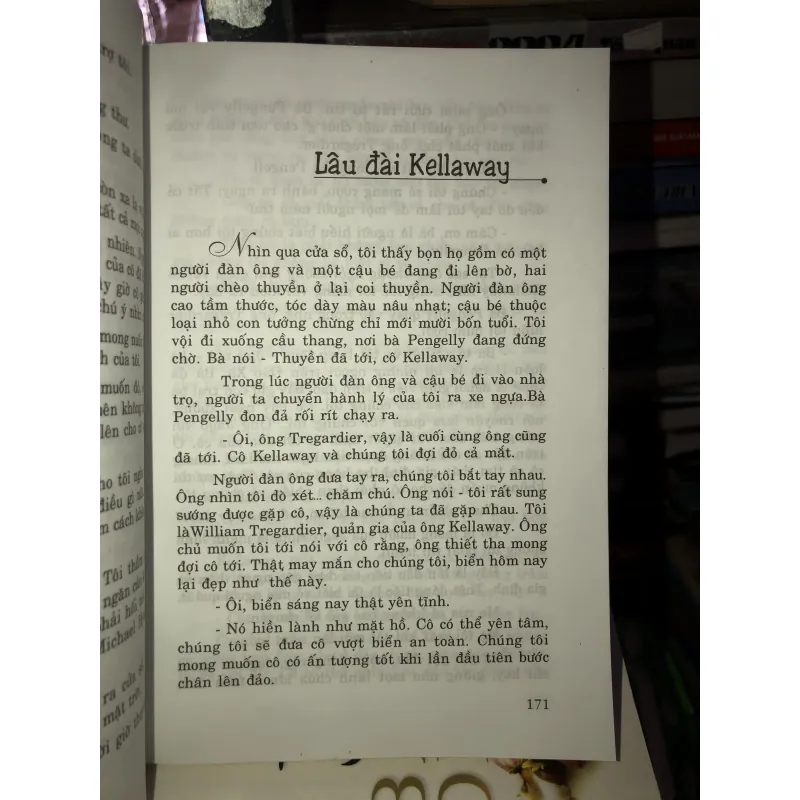 Lâu đài Kellaway
Nhìn qua cửa sổ, tôi thấy bọn họ gồm có một
người đàn ông và một cậu bé đang đi lên bờ, hai
người chèo thuyền ở lại coi thuyền. Người đàn ông
cao tầm thước, tóc dày màu nâu nhạt; cậu bé thuộc
loại nhỏ con tưởng chừng chỉ mới mười bốn tuổi. Tôi
vội đi xuống cầu thang, nơi bà Pengelly đang đứng
chờ. Bà nói - Thuyền đã tới, cô Kellaway.
Trong lúc người đàn ông và cậu bé đi vào nhà
trọ, người ta chuyển hành lý của tôi ra xe ngựa.Bà
Pengelly đon đả rối rít chạy ra.
- Ôi, ông Tregardier, vậy là cuối cùng ông cũng
đã tới. Cô Kellaway và chúng tôi đợi đỏ cả mắt.
Người đàn ông đưa tay ra, chúng tôi bắt tay nhau.
Ông nhìn tôi dò xét... chăm chú. Ông nói - tôi rất sung
sướng được gặp cô, vậy là chúng ta đã gặp nhau. Tôi
làWilliam Tregardier, quản gia của ông Kellaway. Ông
chủ muốn tôi tới nói với cô rằng, ông thiết tha mong
đợi cô tới. Thật may mắn cho chúng tôi, biển hôm nay
lại đẹp như thế này.
- Ôi, biển sáng nay thật yên tĩnh.
- Nó hiền lành như mặt hồ. Cô có thể yên tâm,
chúng tôi sẽ đưa cô vượt biển an toàn. Chúng tôi
mong muốn cô có ấn tượng tốt khi lần đầu tiên bước
chân lên đảo.
171